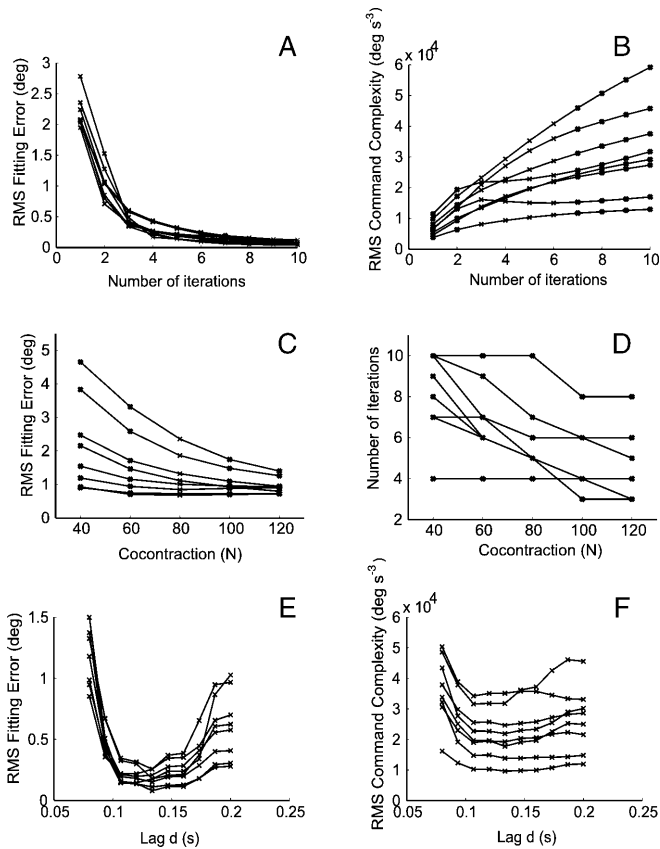 A
RMS Fitting Error (deg)
3
2.5
2
1.5
1
0.5
0
0 2 4 6 8 10
Number of iterations
B
RMS Command Complexity (deg s⁻³)
x 10⁴
6
5
4
3
2
1
0
0 2 4 6 8 10
Number of iterations
C
RMS Fitting Error (deg)
5
4
3
2
1
0
40 60 80 100 120
Cocontraction (N)
D
Number of Iterations
10
8
6
4
2
40 60 80 100 120
Cocontraction (N)
E
RMS Fitting Error (deg)
1.5
1
0.5
0
0.05 0.1 0.15 0.2 0.25
Lag d (s)
F
RMS Command Complexity (deg s⁻³)
x 10⁴
6
5
4
3
2
1
0
0.05 0.1 0.15 0.2 0.25
Lag d (s)